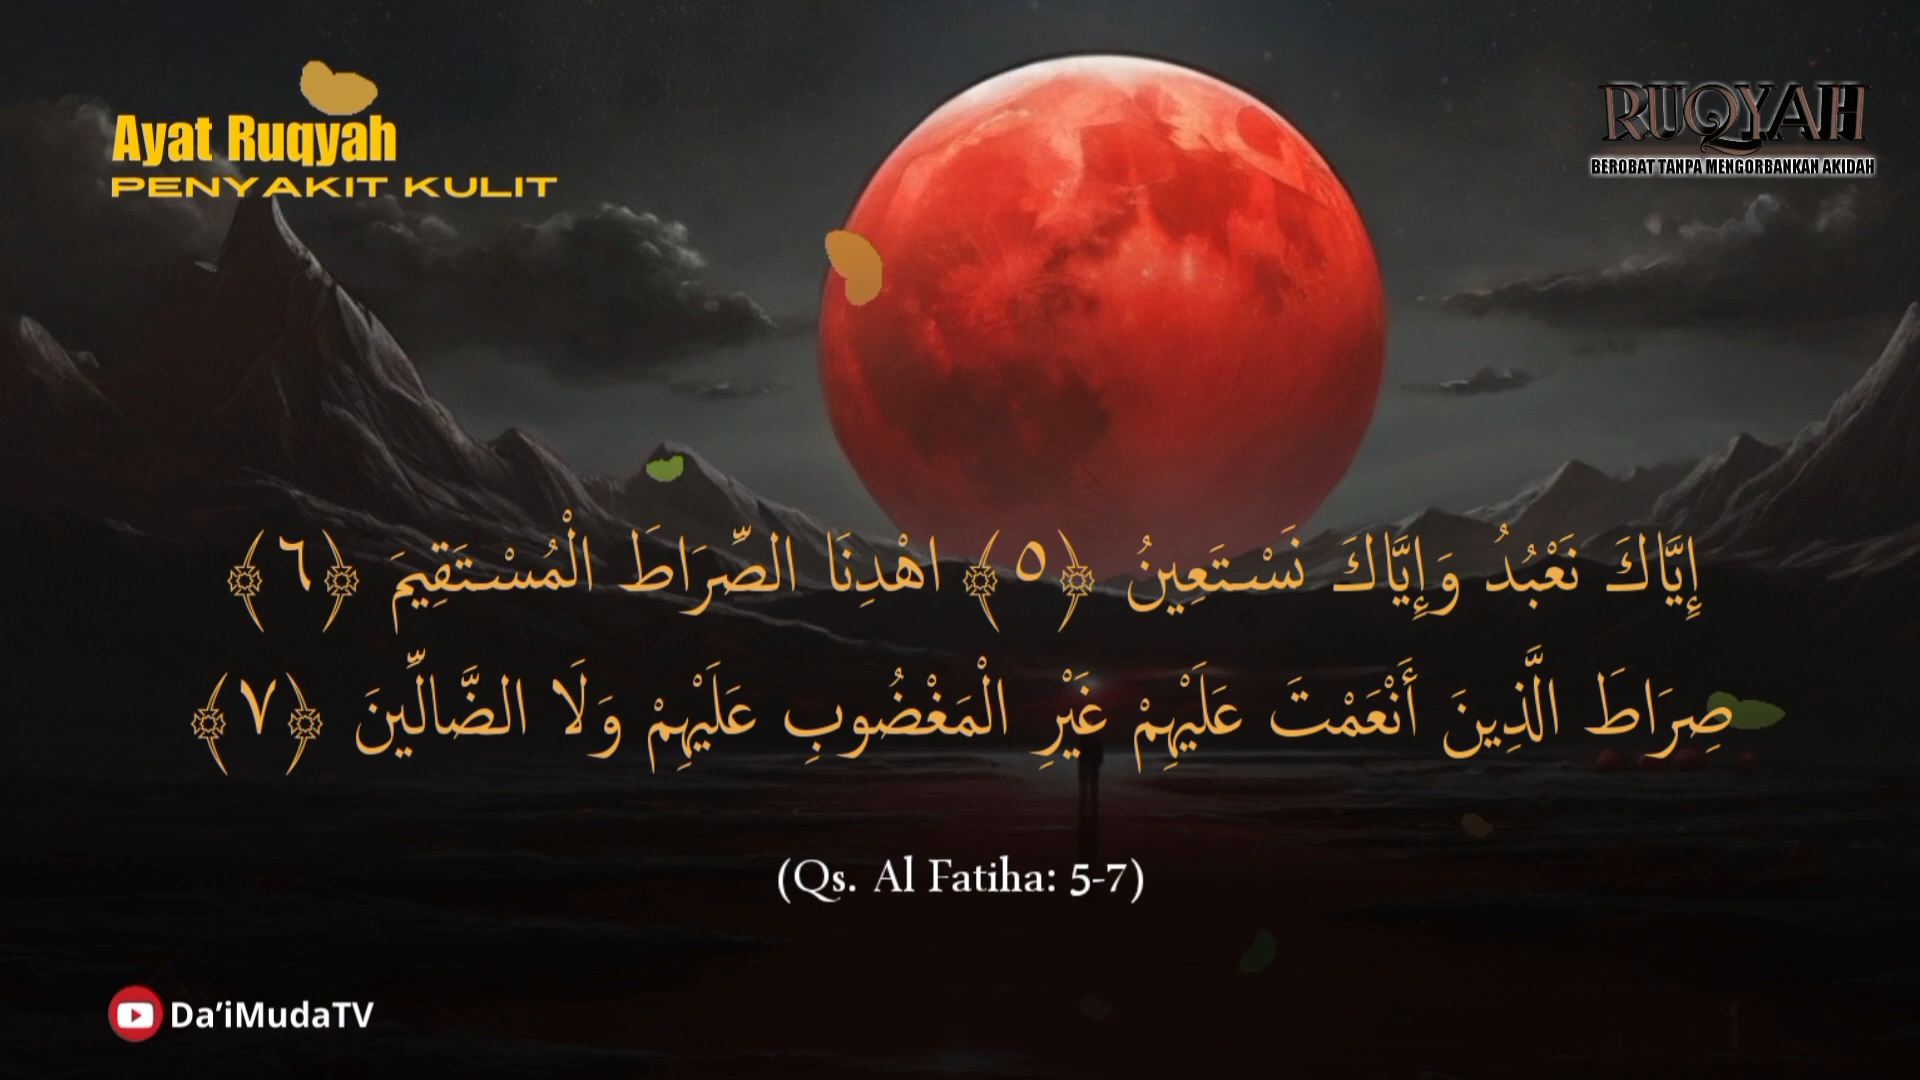 Ayat Ruqyah
PENYAKIT KULIT
RUQYAH
BEROBAT TANPA MENGORBANKAN AKIDAH
إِيَّاكَ نَعْبُدُ وَإِيَّاكَ نَسْتَعِينُ ﴿٥﴾ اهْدِنَا الصِّرَاطَ الْمُسْتَقِيمَ ﴿٦﴾
صِرَاطَ الَّذِينَ أَنْعَمْتَ عَلَيْهِمْ غَيْرِ الْمَغْضُوبِ عَلَيْهِمْ وَلَا الضَّالِّينَ ﴿٧﴾
(Qs. Al Fatiha: 5-7)
Da'iMudaTV